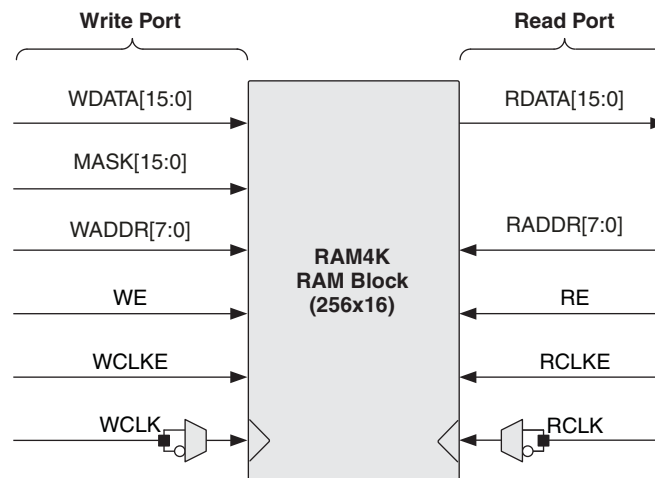 Write Port
Read Port
WDATA[15:0]
RDATA[15:0]
MASK[15:0]
WADDR[7:0]
RADDR[7:0]
RAM4K
RAM Block
(256x16)
WE
RE
WCLKE
RCLKE
WCLK
RCLK